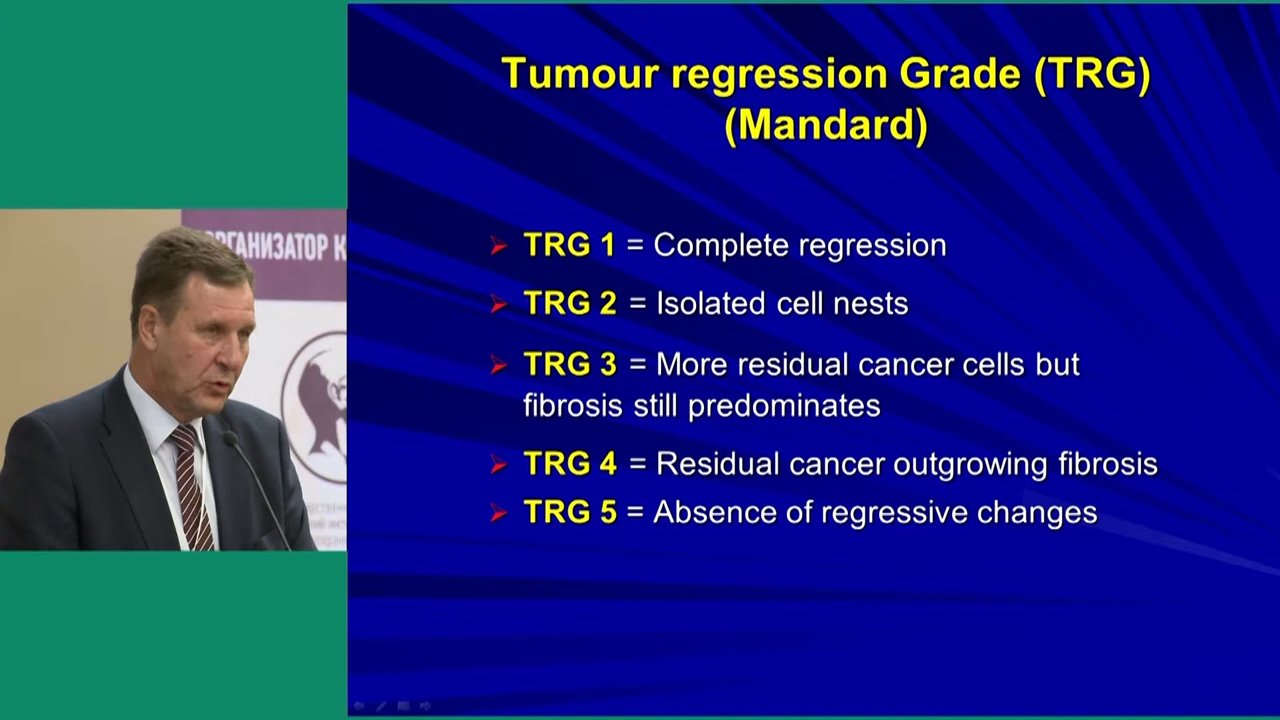 Tumour regression Grade (TRG)
(Mandard)
TRG 1 = Complete regression
TRG 2 = Isolated cell nests
TRG 3 = More residual cancer cells but
fibrosis still predominates
TRG 4 = Residual cancer outgrowing fibrosis
TRG 5 = Absence of regressive changes
ОРГАНИЗАТОР К